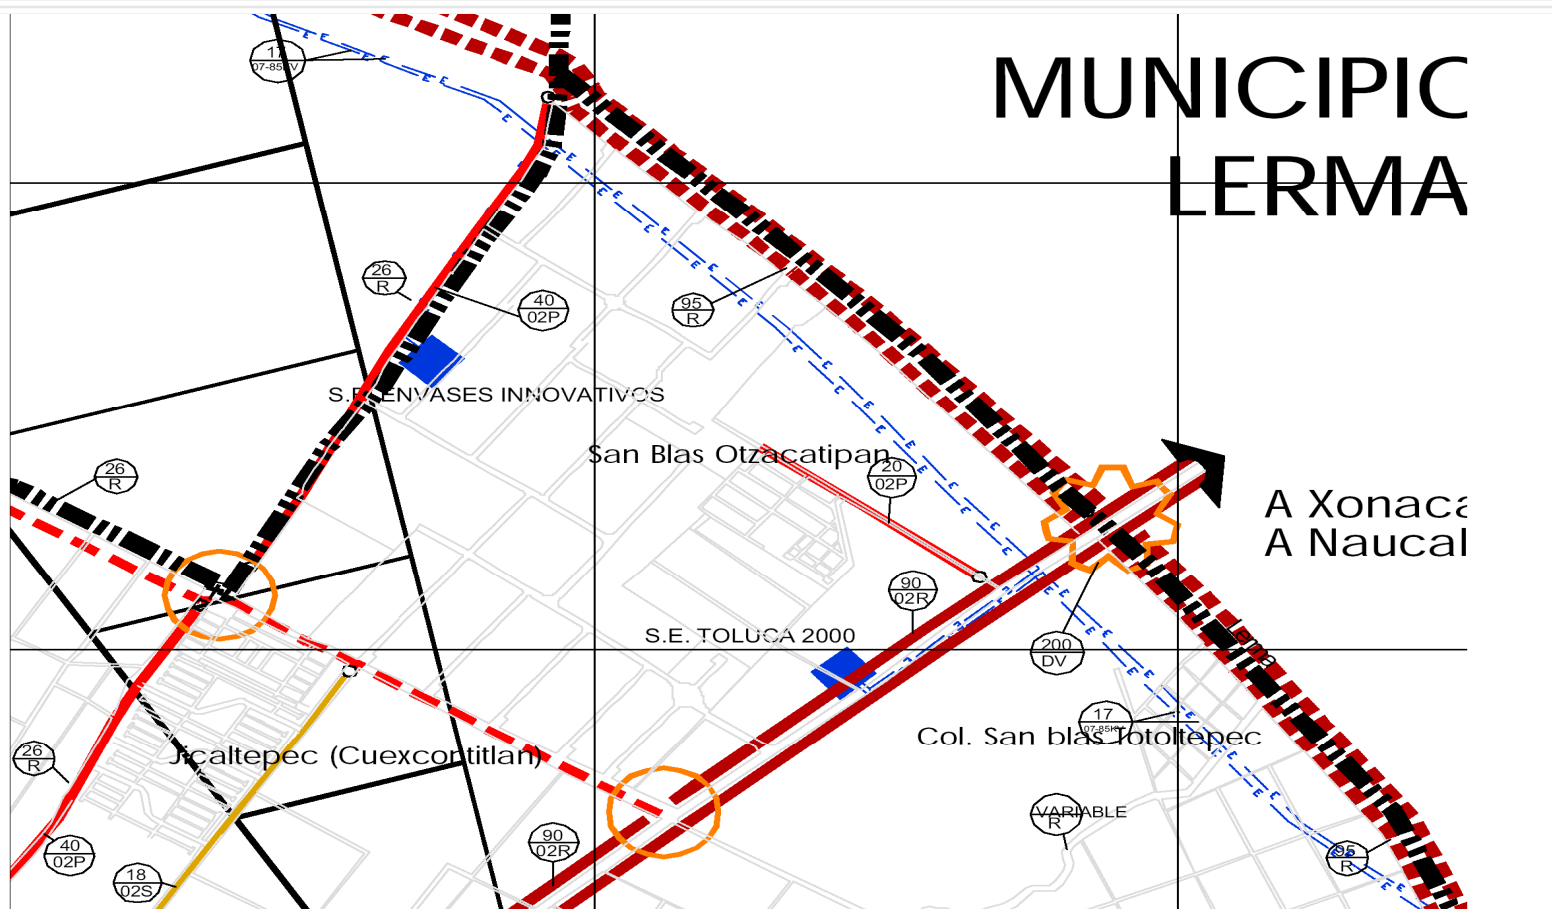 MUNICIPIO
LERMA
17
07-85KV
26
R
40
02P
95
R
S.E. ENVASES INNOVATIVOS
San Blas Otzacatipan
20
02P
26
R
A Xonaca
A Naucal
90
02R
S.E. TOLUCA 2000
200
DV
Lerma
17
07-85KV
Col. San blas Totoltepec
26
R
Jicaltepec (Cuexcontitlan)
VARIABLE
R
40
02P
90
02R
95
R
18
02S